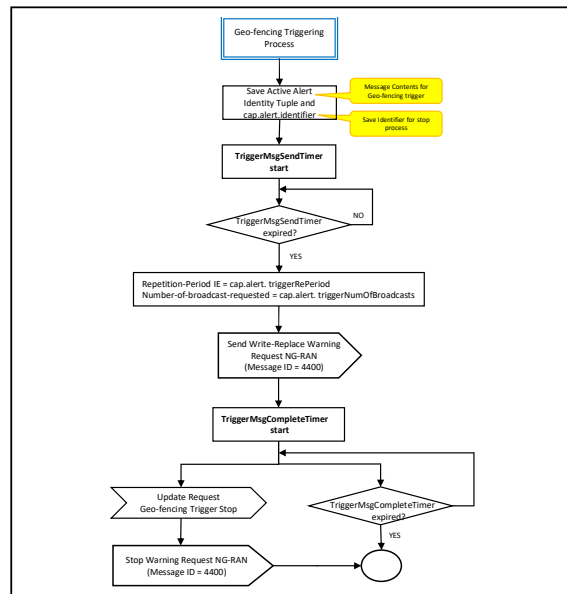 Geo-fencing Triggering
Process
Save Active Alert
Identity Tuple and
cap.alert.identifier
Message Contents for
Geo-fencing trigger
Save Identifier for stop
process
TriggerMsgSendTimer
start
TriggerMsgSendTimer
expired?
NO
YES
Repetition-Period IE = cap.alert. triggerRePeriod
Number-of-broadcast-requested = cap.alert. triggerNumOfBroadcasts
Send Write-Replace Warning
Request NG-RAN
(Message ID = 4400)
TriggerMsgCompleteTimer
start
Update Request
Geo-fencing Trigger Stop
TriggerMsgCompleteTimer
expired?
YES
Stop Warning Request NG-RAN
(Message ID = 4400)